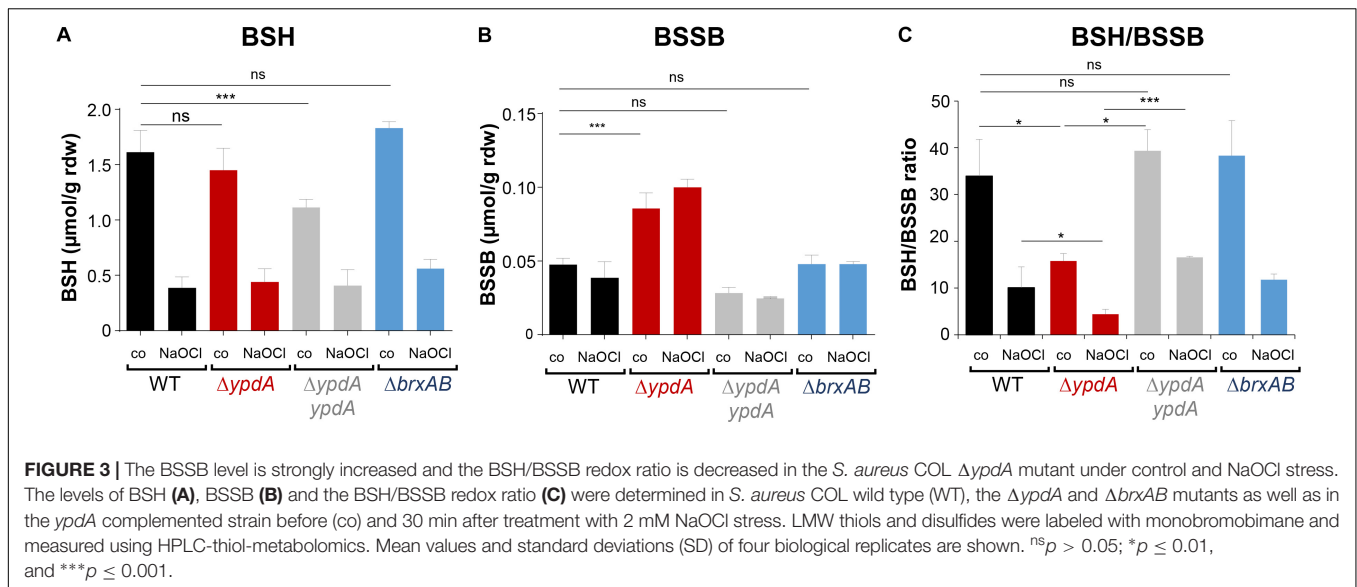 A
BSH
ns
***
ns
2.0
1.5
1.0
0.5
0
BSH (μmol/g rdw)
co NaOCl co NaOCl co NaOCl co NaOCl
WT ΔypdA ΔypdA ΔbrxAB
ypdA
B
BSSB
ns
ns
***
0.15
0.10
0.05
0
BSSB (μmol/g rdw)
co NaOCl co NaOCl co NaOCl co NaOCl
WT ΔypdA ΔypdA ΔbrxAB
ypdA
C
BSH/BSSB
ns
ns
***
* *
*
50
40
30
20
10
0
BSH/BSSB ratio
co NaOCl co NaOCl co NaOCl co NaOCl
WT ΔypdA ΔypdA ΔbrxAB
ypdA
FIGURE 3 | The BSSB level is strongly increased and the BSH/BSSB redox ratio is decreased in the S. aureus COL ΔypdA mutant under control and NaOCl stress.
The levels of BSH (A), BSSB (B) and the BSH/BSSB redox ratio (C) were determined in S. aureus COL wild type (WT), the ΔypdA and ΔbrxAB mutants as well as in
the ypdA complemented strain before (co) and 30 min after treatment with 2 mM NaOCl stress. LMW thiols and disulfides were labeled with monobromobimane and
measured using HPLC-thiol-metabolomics. Mean values and standard deviations (SD) of four biological replicates are shown. ns p > 0.05; *p ≤ 0.01,
and ***p ≤ 0.001.